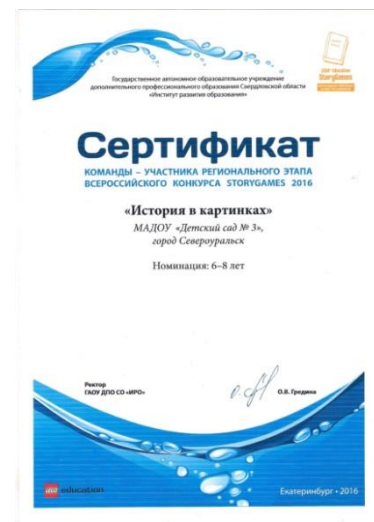 Государственное автономное образовательное учреждение
дополнительного профессионального образования Свердловской области
«Институт развития образования»
StoryGames
Сертификат
КОМАНДЫ – УЧАСТНИКА РЕГИОНАЛЬНОГО ЭТАПА
ВСЕРОССИЙСКОГО КОНКУРСА STORYGAMES 2016
«История в картинках»
МАДОУ «Детский сад № 3»,
город Североуральск
Номинация: 6–8 лет
Ректор
ГАОУ ДПО СО «ИРО»
О.В. Гредина
LEGO education
Екатеринбург • 2016